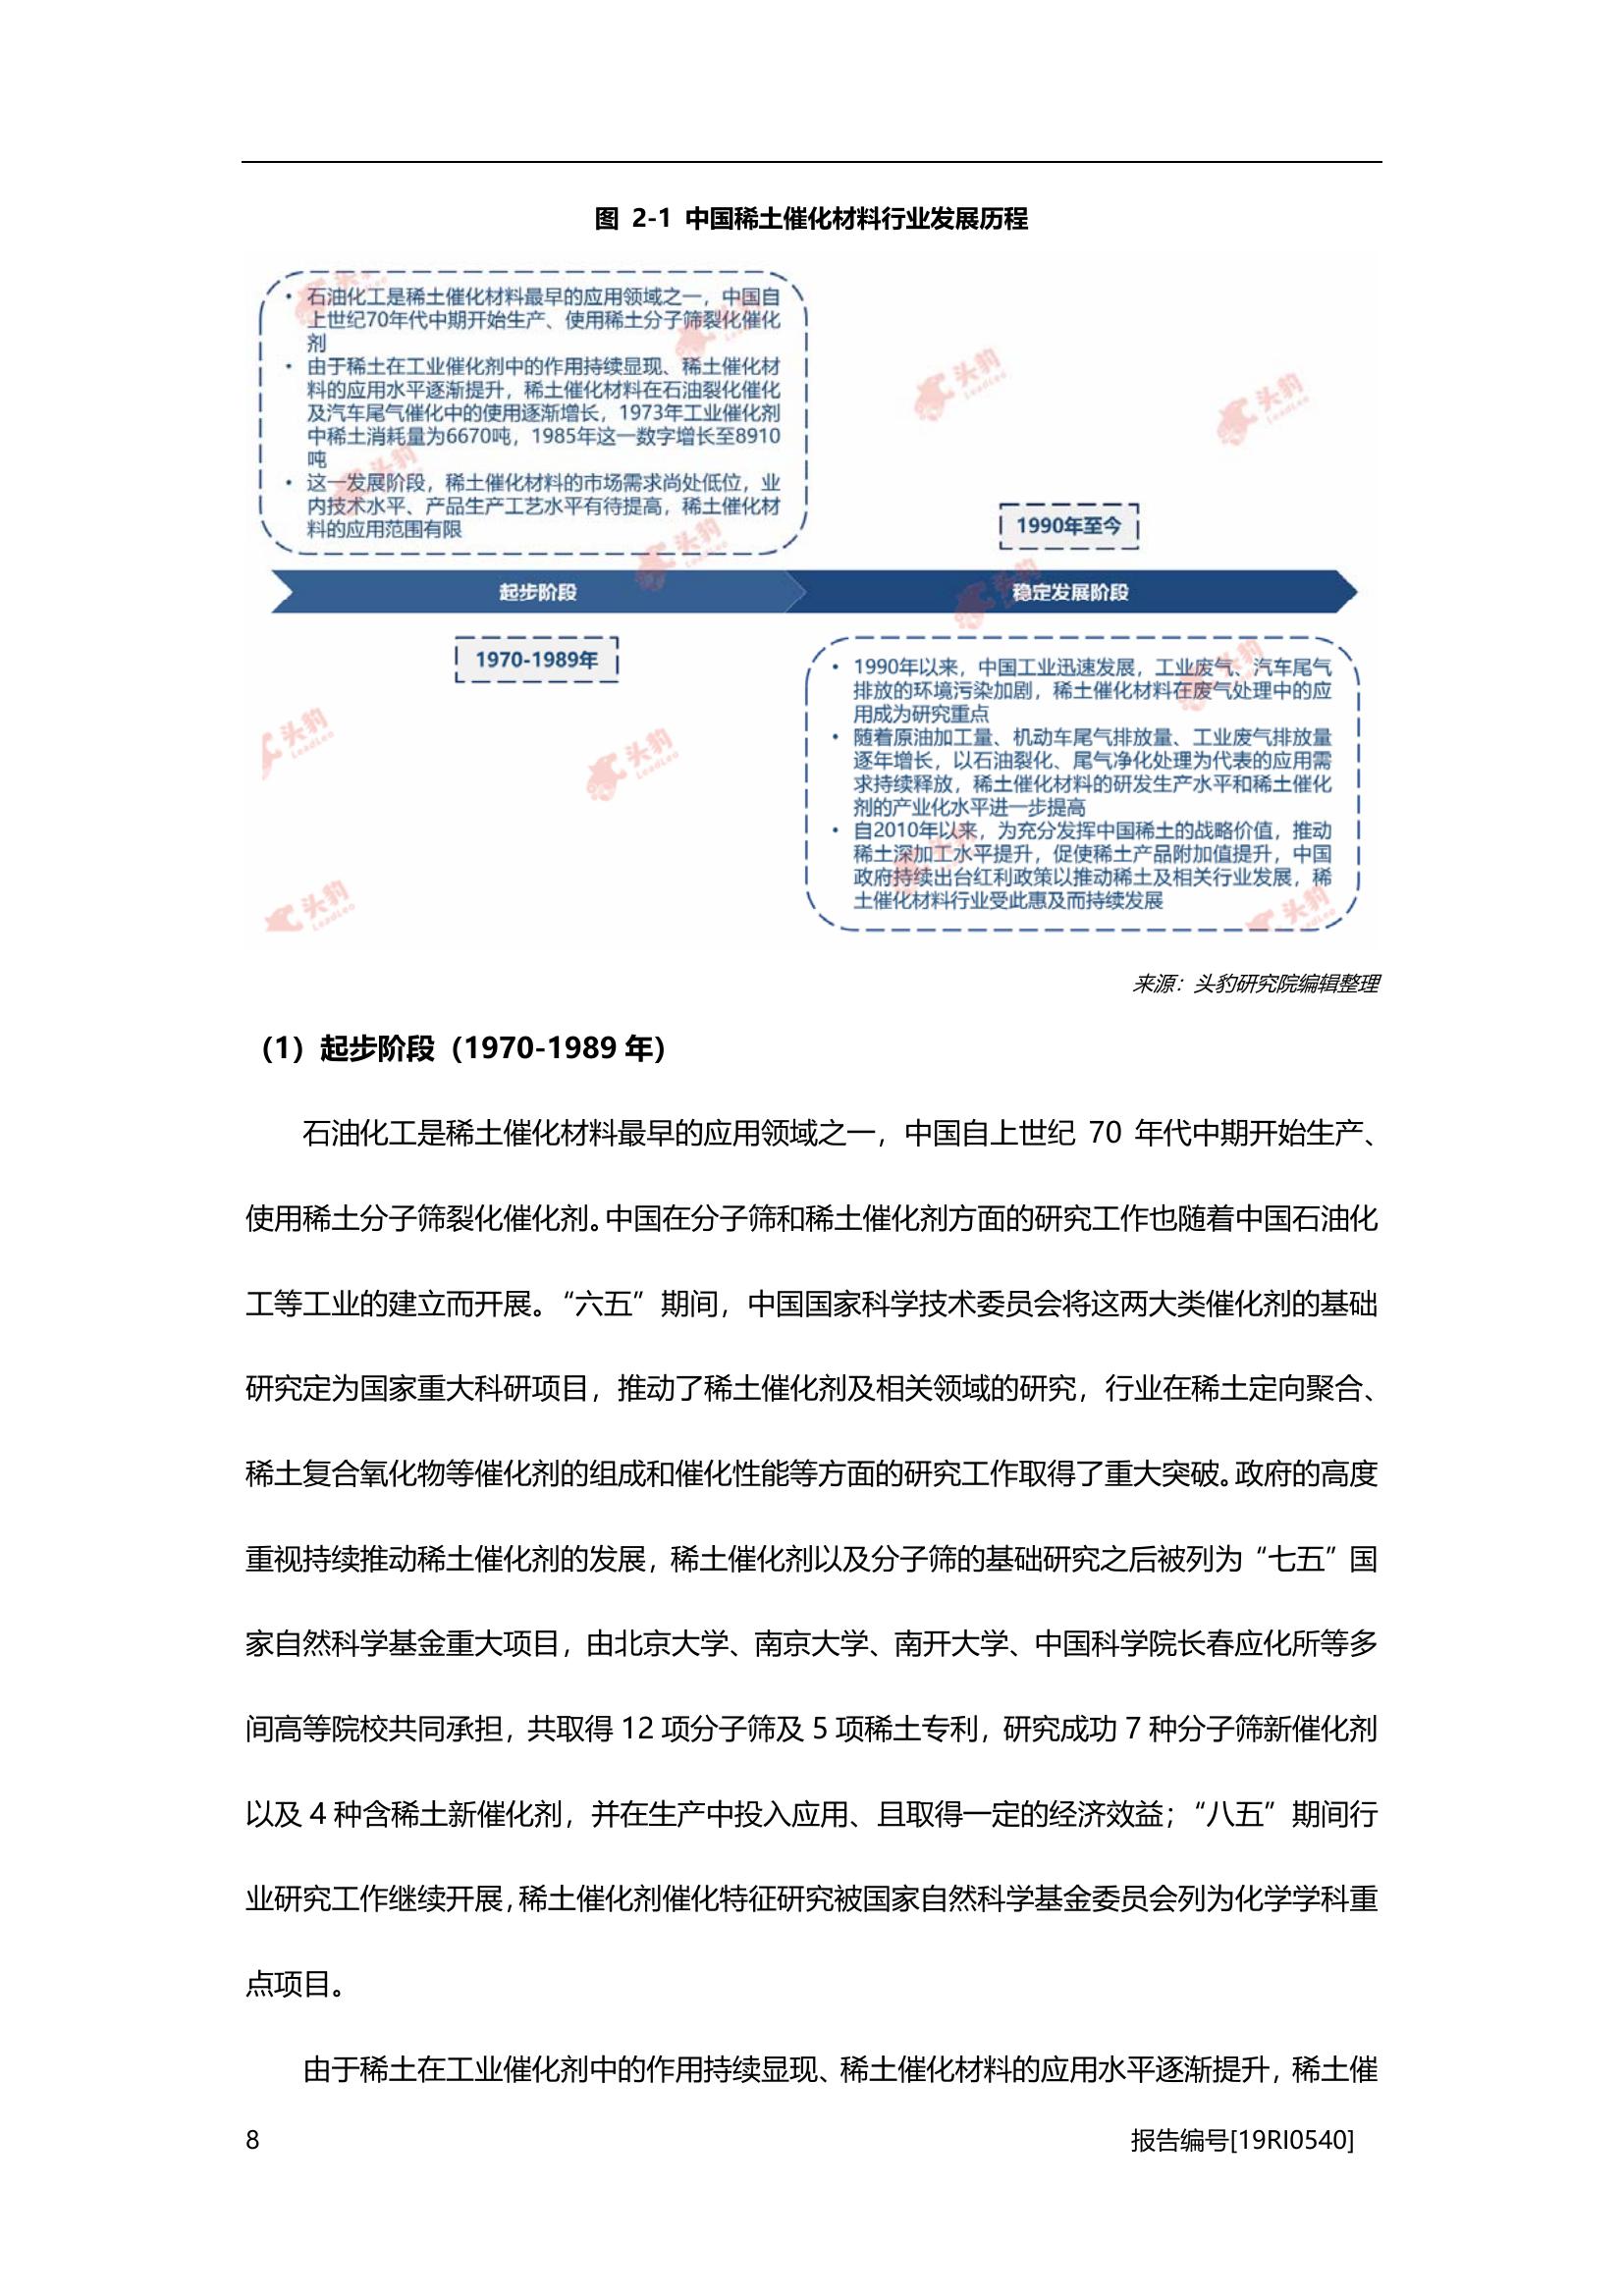 图 2-1 中国稀土催化材料行业发展历程
• 石油化工是稀土催化材料最早的应用领域之一，中国自
上世纪70年代中期开始生产、使用稀土分子筛裂化催化
剂
• 由于稀土在工业催化剂中的作用持续显现、稀土催化材
料的应用水平逐渐提升，稀土催化材料在石油裂化催化
及汽车尾气催化中的使用逐渐增长，1973年工业催化剂
中稀土消耗量为6670吨，1985年这一数字增长至8910
吨
• 这一发展阶段，稀土催化材料的市场需求尚处低位，业
内技术水平、产品生产工艺水平有待提高，稀土催化材
料的应用范围有限
1990年至今
起步阶段
稳定发展阶段
1970-1989年
• 1990年以来，中国工业迅速发展，工业废气、汽车尾气
排放的环境污染加剧，稀土催化材料在废气处理中的应
用成为研究重点
• 随着原油加工量、机动车尾气排放量、工业废气排放量
逐年增长，以石油裂化、尾气净化处理为代表的应用需
求持续释放，稀土催化材料的研发生产水平和稀土催化
剂的产业化水平进一步提高
• 自2010年以来，为充分发挥中国稀土的战略价值，推动
稀土深加工水平提升，促使稀土产品附加值提升，中国
政府持续出台红利政策以推动稀土及相关行业发展，稀
土催化材料行业受此惠及而持续发展
头豹
LeadLeo
来源：头豹研究院编辑整理
（1）起步阶段（1970-1989 年）
石油化工是稀土催化材料最早的应用领域之一，中国自上世纪 70 年代中期开始生产、
使用稀土分子筛裂化催化剂。中国在分子筛和稀土催化剂方面的研究工作也随着中国石油化
工等工业的建立而开展。“六五”期间，中国国家科学技术委员会将这两大类催化剂的基础
研究定为国家重大科研项目，推动了稀土催化剂及相关领域的研究，行业在稀土定向聚合、
稀土复合氧化物等催化剂的组成和催化性能等方面的研究工作取得了重大突破。政府的高度
重视持续推动稀土催化剂的发展，稀土催化剂以及分子筛的基础研究之后被列为“七五”国
家自然科学基金重大项目，由北京大学、南京大学、南开大学、中国科学院长春应化所等多
间高等院校共同承担，共取得 12 项分子筛及 5 项稀土专利，研究成功 7 种分子筛新催化剂
以及 4 种含稀土新催化剂，并在生产中投入应用、且取得一定的经济效益；“八五”期间行
业研究工作继续开展，稀土催化剂催化特征研究被国家自然科学基金委员会列为化学学科重
点项目。
由于稀土在工业催化剂中的作用持续显现、稀土催化材料的应用水平逐渐提升，稀土催
8
报告编号[19RI0540]